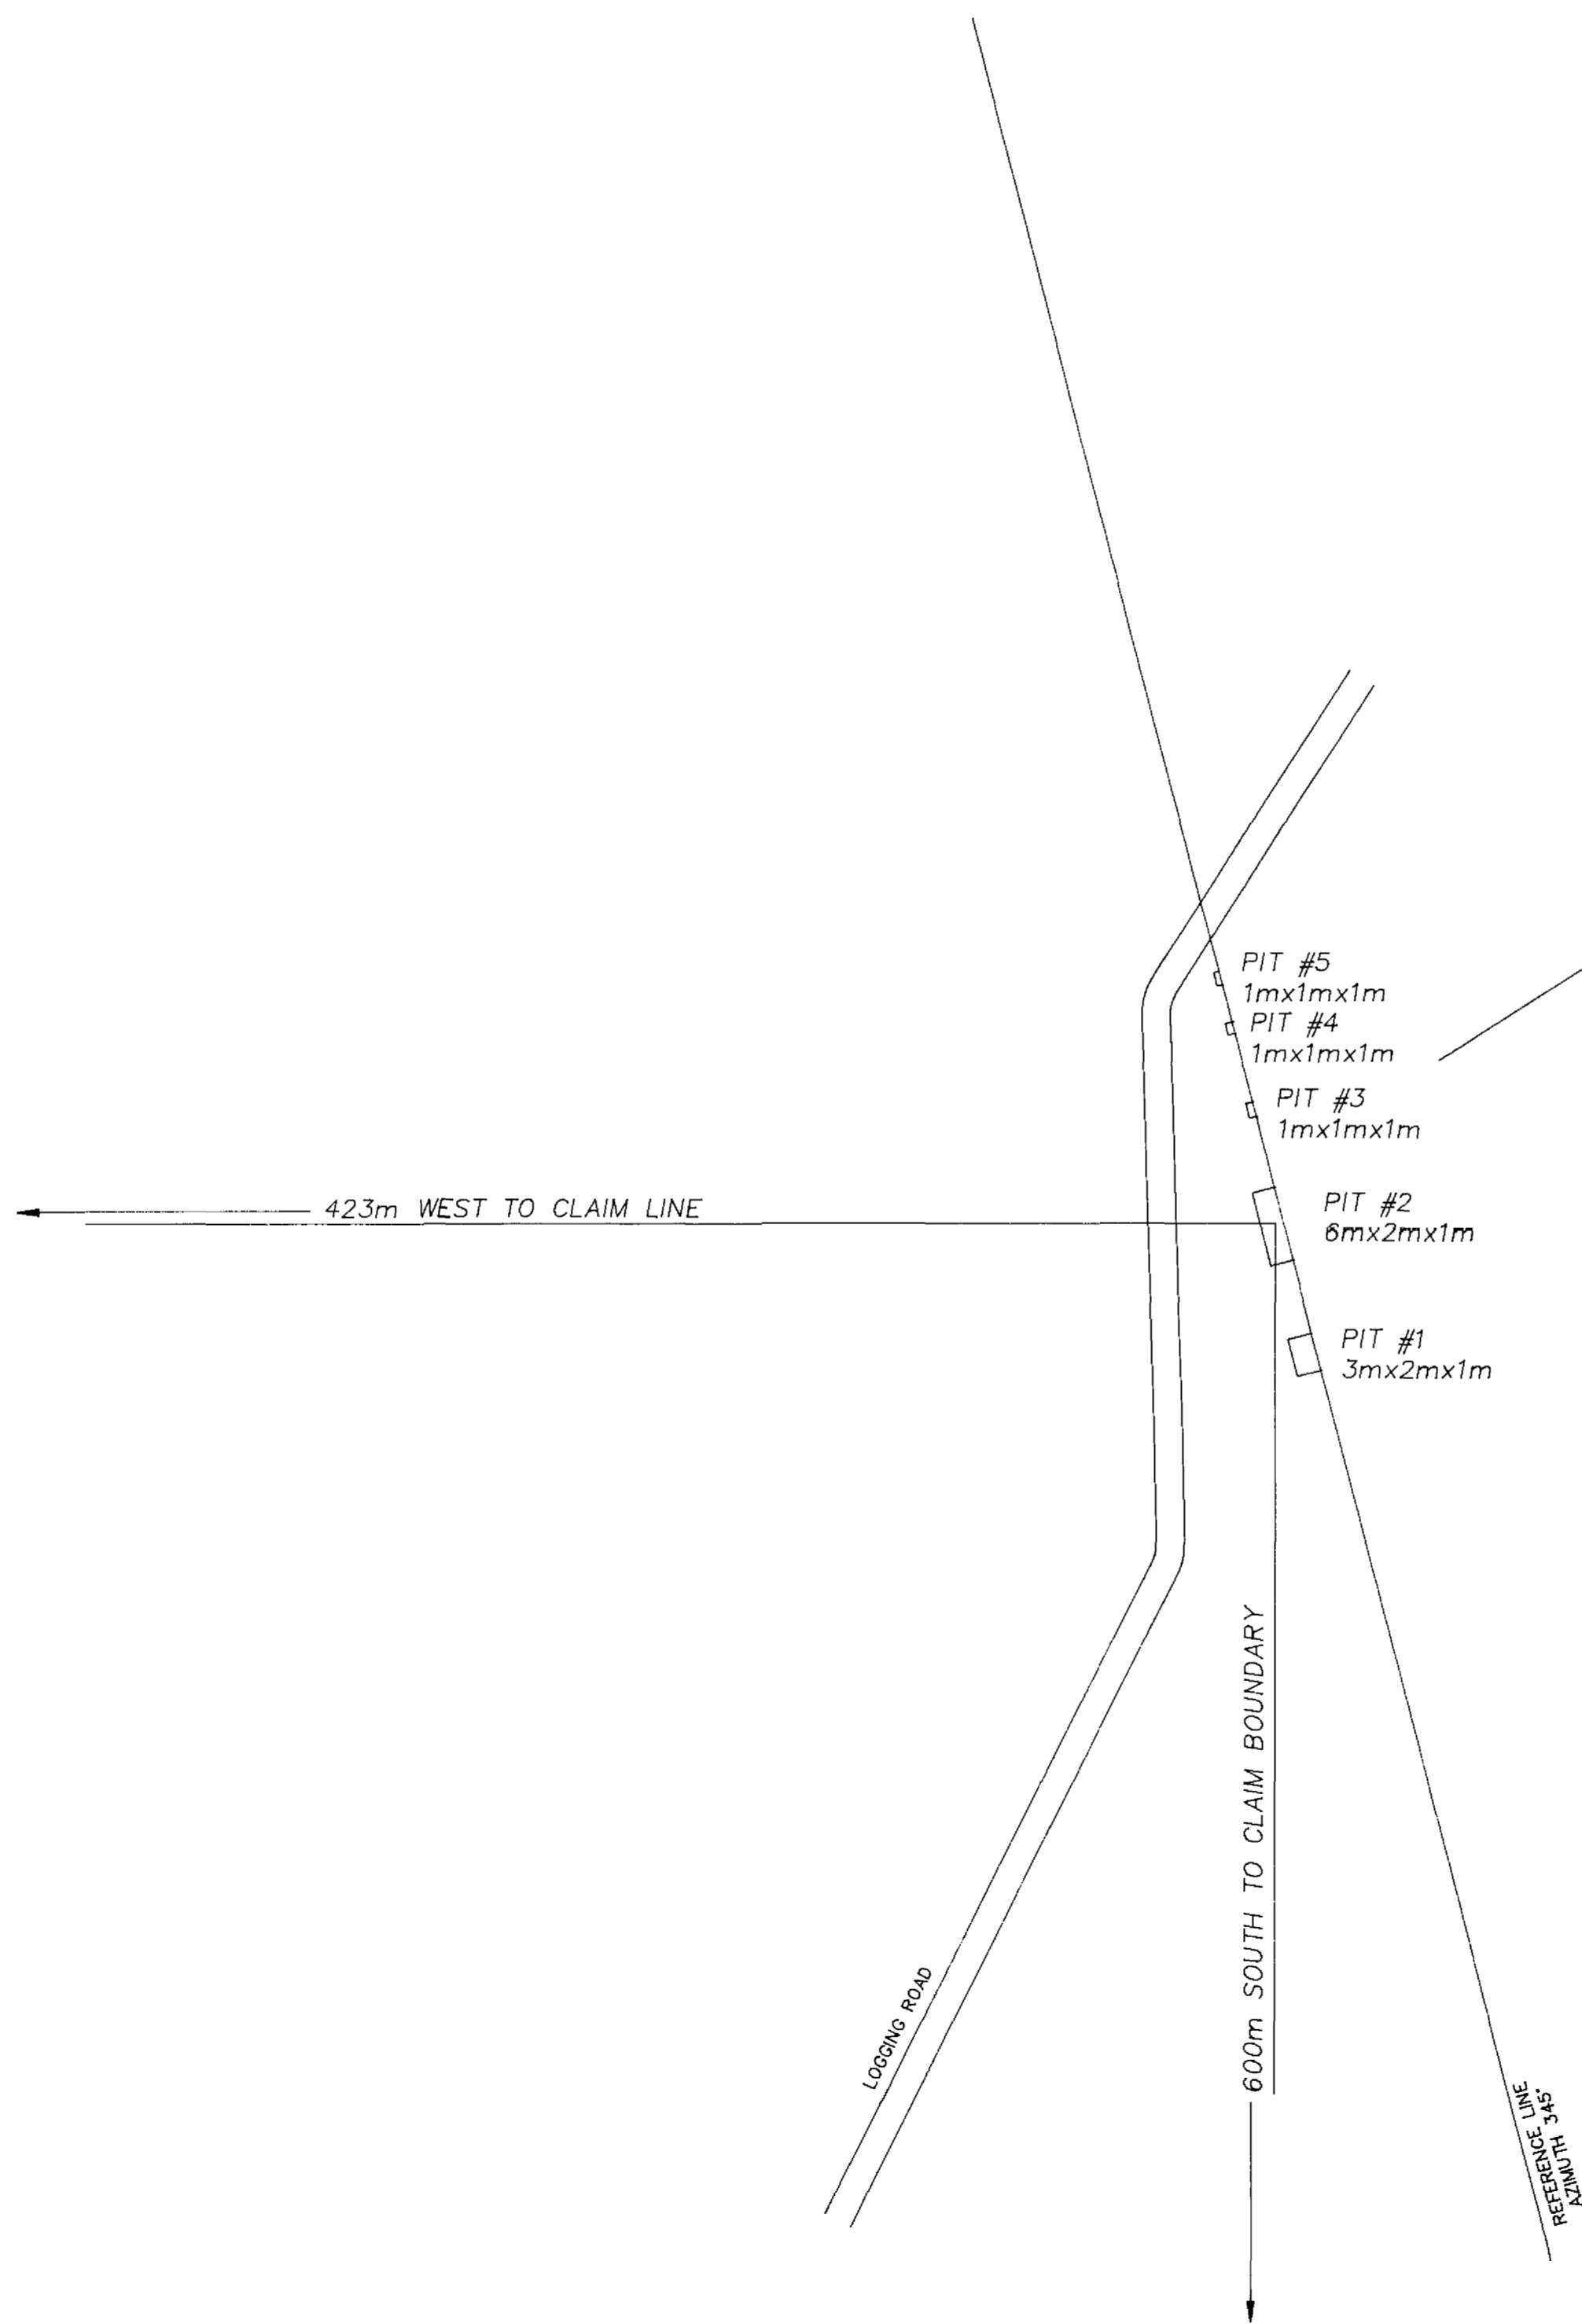 PIT #5
1mx1mx1m
PIT #4
1mx1mx1m
PIT #3
1mx1mx1m
423m WEST TO CLAIM LINE
PIT #2
6mx2mx1m
PIT #1
3mx2mx1m
600m SOUTH TO CLAIM BOUNDARY
LOGGING ROAD
REFERENCE LINE
AZIMUTH 345°